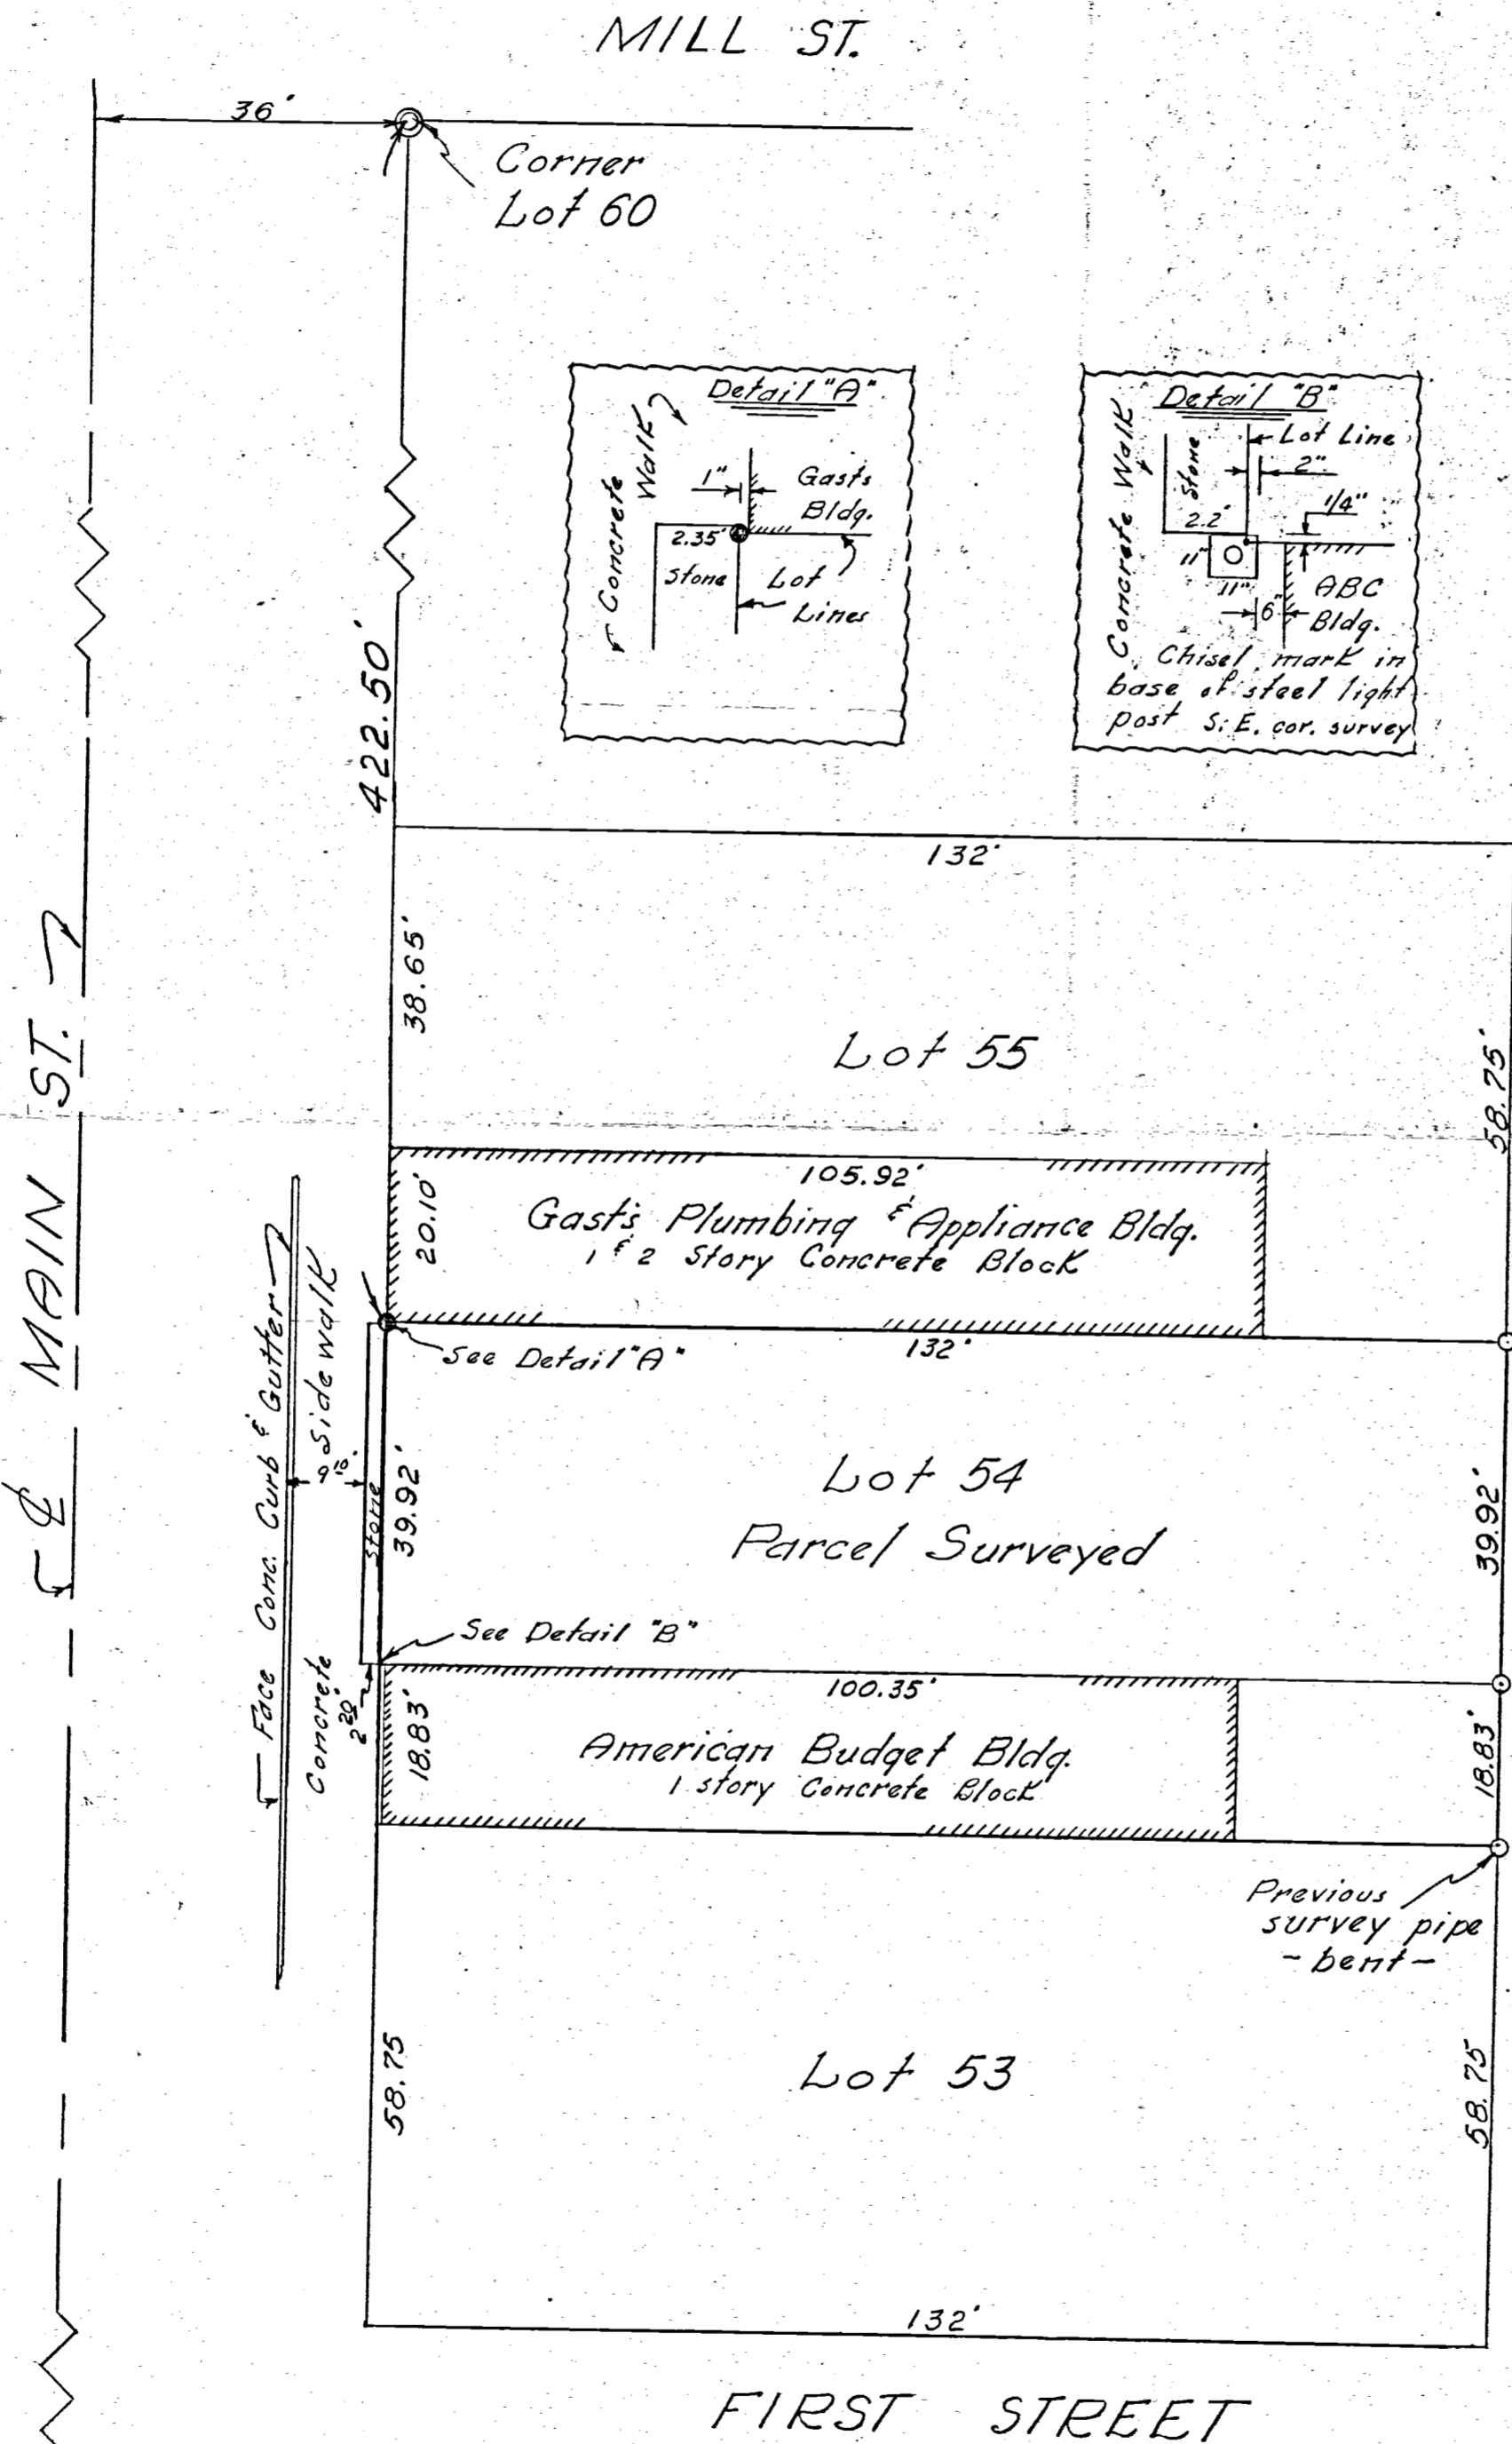 MILL ST.
36'
Corner
Lot 60
422.50'
Detail "A"
Concrete Walk
1"
Gasts
Bldg.
2.35'
Stone
Lot
Lines
Detail "B"
Concrete Walk
Stone
Lot Line
2"
1/4"
2.2'
11"
11"
6"
ABC
Bldg.
Chisel mark in
base of steel light
post S.E. cor. survey
132'
38.65'
Lot 55
58.75'
℄ MAIN ST.
105.92'
20.10'
Gast's Plumbing & Appliance Bldg.
1 & 2 Story Concrete Block
See Detail "A"
132'
Face Conc. Curb & Gutter
Concrete Sidewalk
9.10'
Stone
39.92'
Lot 54
Parcel Surveyed
39.92'
See Detail "B"
2.20'
100.35'
18.83'
American Budget Bldg.
1 story Concrete Block
18.83'
Previous
survey pipe
- bent -
58.75
Lot 53
58.75
132'
FIRST STREET